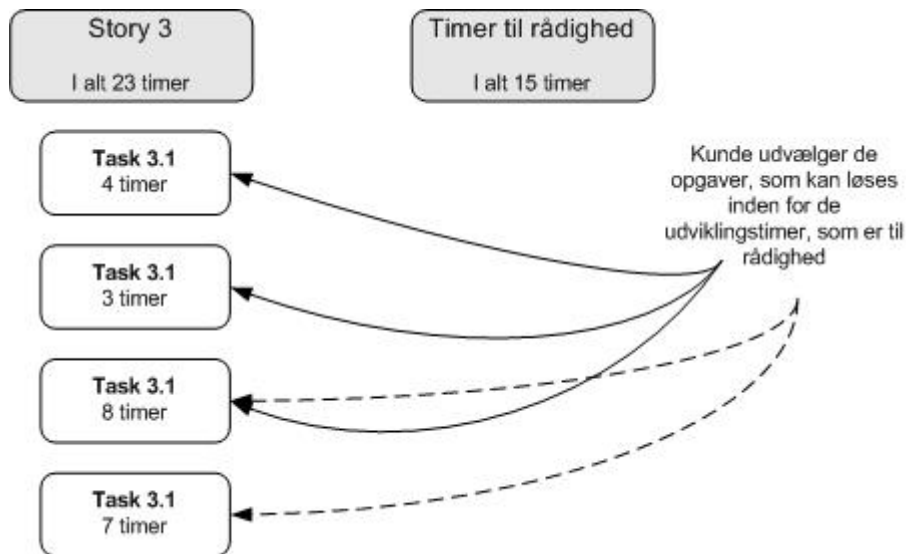 Story 3
I alt 23 timer
Timer til rådighed
I alt 15 timer
Task 3.1
4 timer
Task 3.1
3 timer
Task 3.1
8 timer
Task 3.1
7 timer
Kunde udvælger de
opgaver, som kan løses
inden for de
udviklingstimer, som er til
rådighed